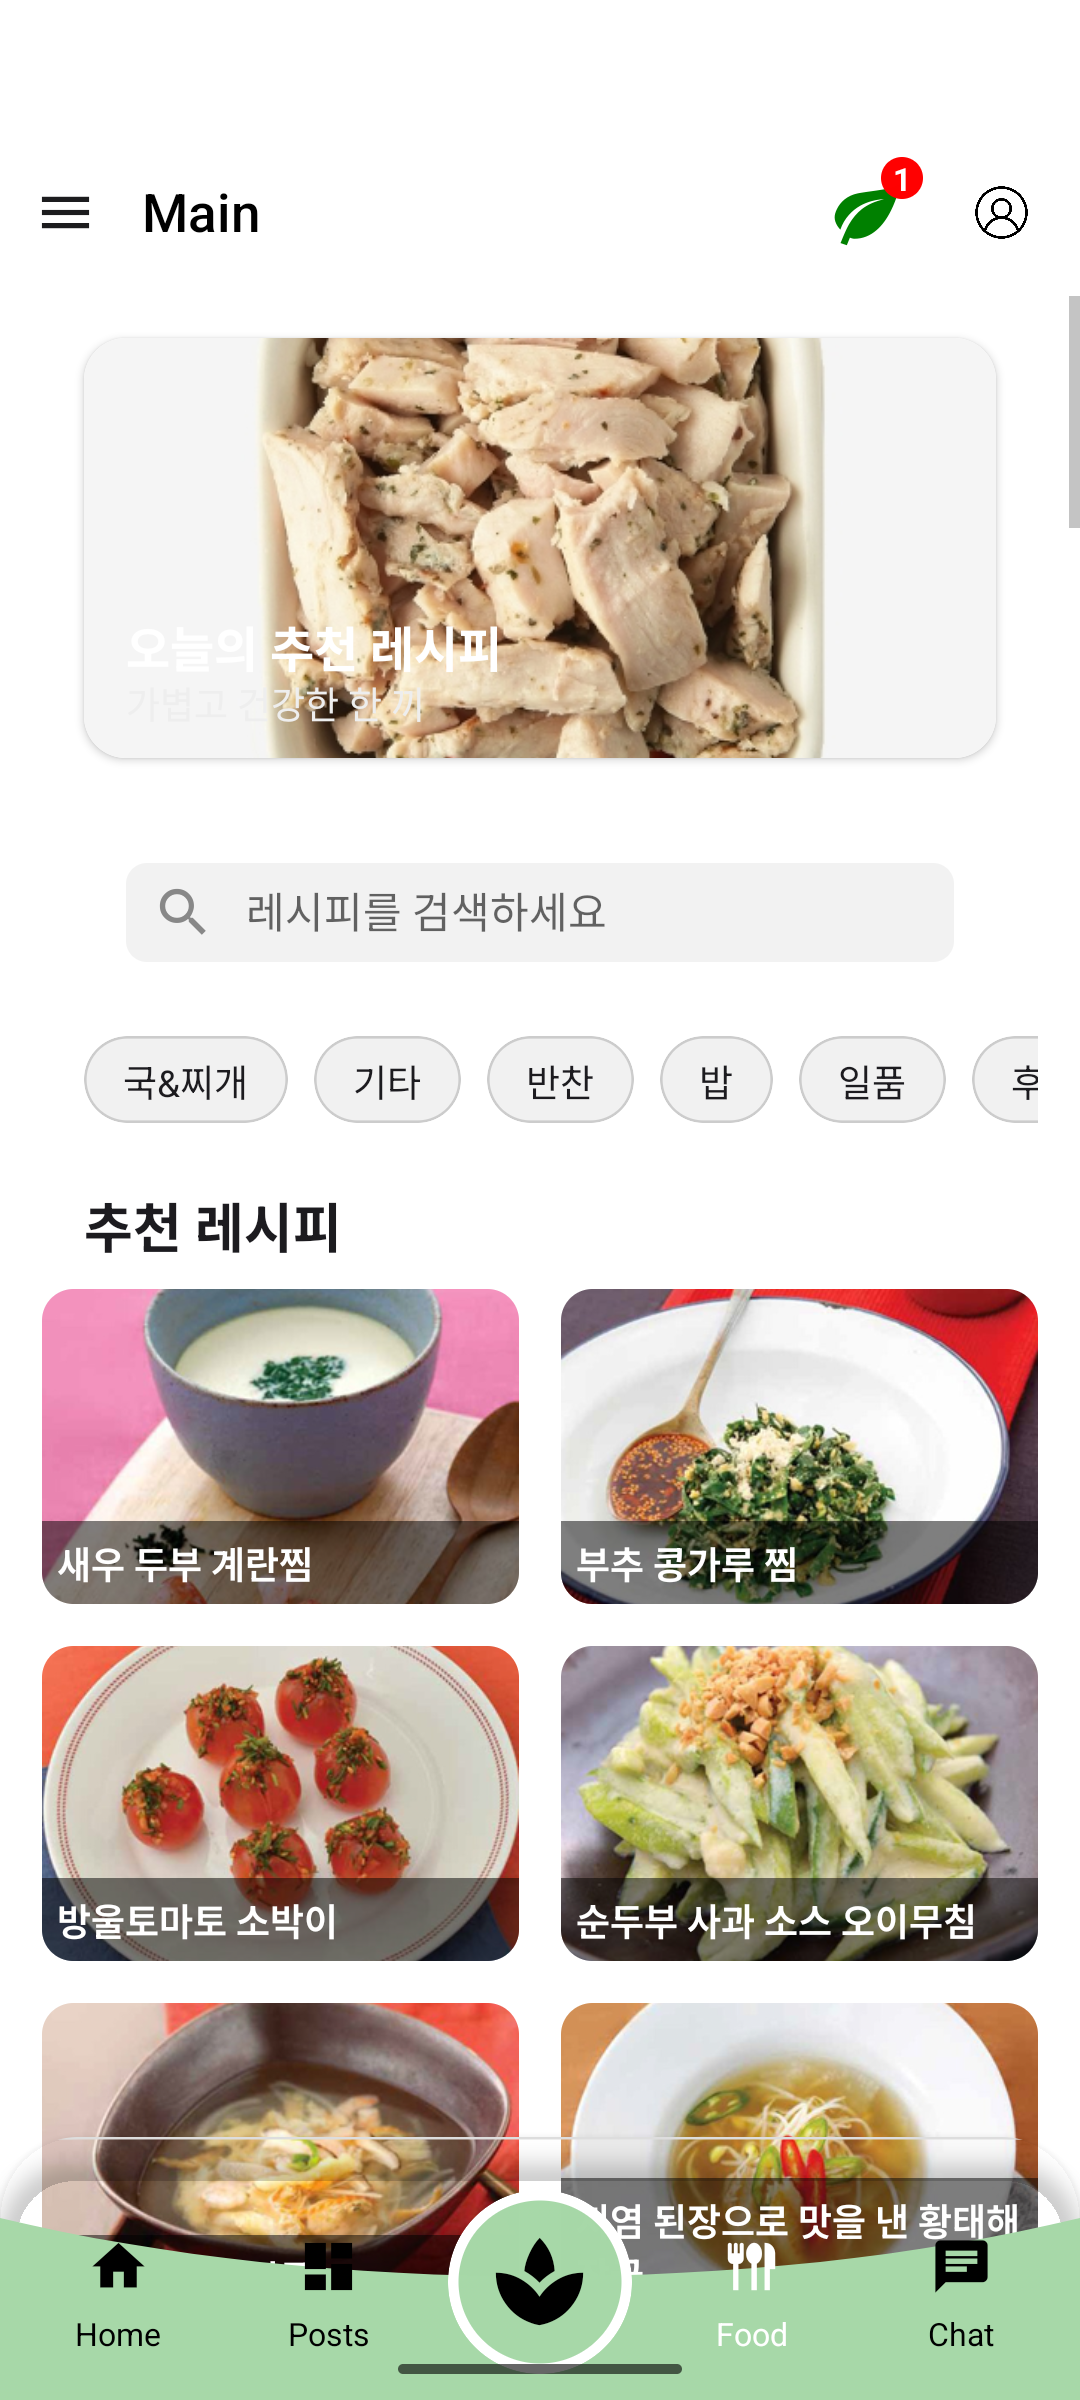 Main
1
오늘의 추천 레시피
가볍고 건강한 한 끼
레시피를 검색하세요
국&찌개 기타 반찬 밥 일품
추천 레시피
새우 두부 계란찜
부추 콩가루 찜
방울토마토 소박이
순두부 사과 소스 오이무침
된장으로 맛을 낸 황태해
Home Posts Food Chat